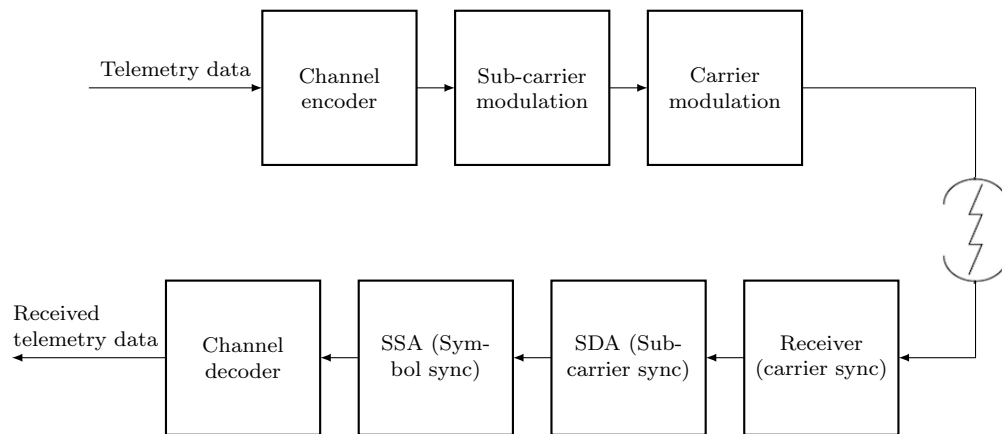 Telemetry data
Channel
encoder
Sub-carrier
modulation
Carrier
modulation
Received
telemetry data
Channel
decoder
SSA (Sym-
bol sync)
SDA (Sub-
carrier sync)
Receiver
(carrier sync)